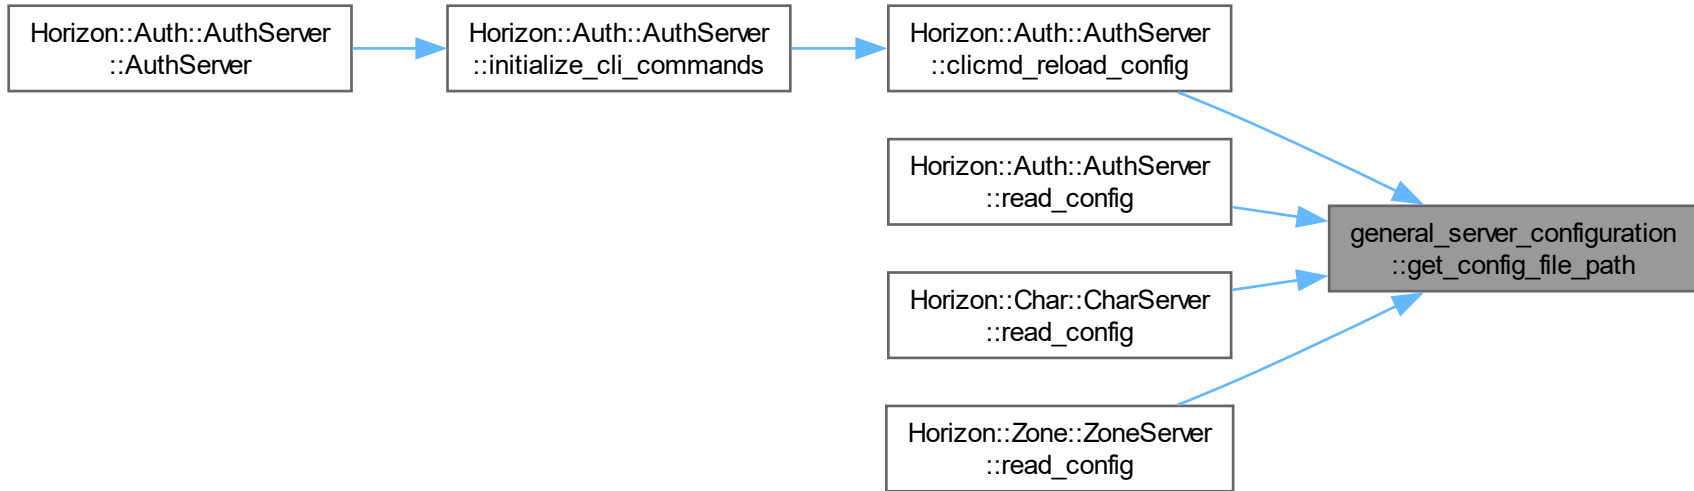 Horizon::Auth::AuthServer
::AuthServer
Horizon::Auth::AuthServer
::initialize_cli_commands
Horizon::Auth::AuthServer
::clicmd_reload_config
Horizon::Auth::AuthServer
::read_config
Horizon::Char::CharServer
::read_config
Horizon::Zone::ZoneServer
::read_config
general_server_configuration
::get_config_file_path